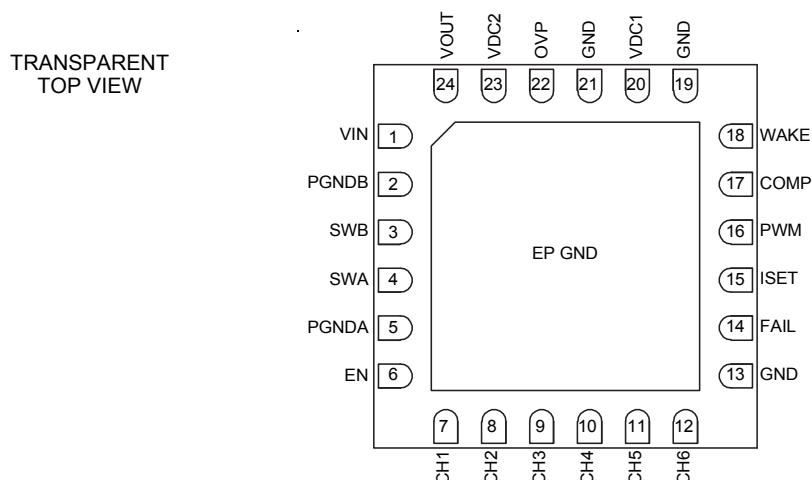 TRANSPARENT
TOP VIEW
VOUT
VDC2
OVP
GND
VDC1
GND
24
23
22
21
20
19
VIN 1
18 WAKE
PGNDB 2
17 COMP
SWB 3
16 PWM
EP GND
SWA 4
15 ISET
PGNDA 5
14 FAIL
EN 6
13 GND
7
8
9
10
11
12
CH1
CH2
CH3
CH4
CH5
CH6